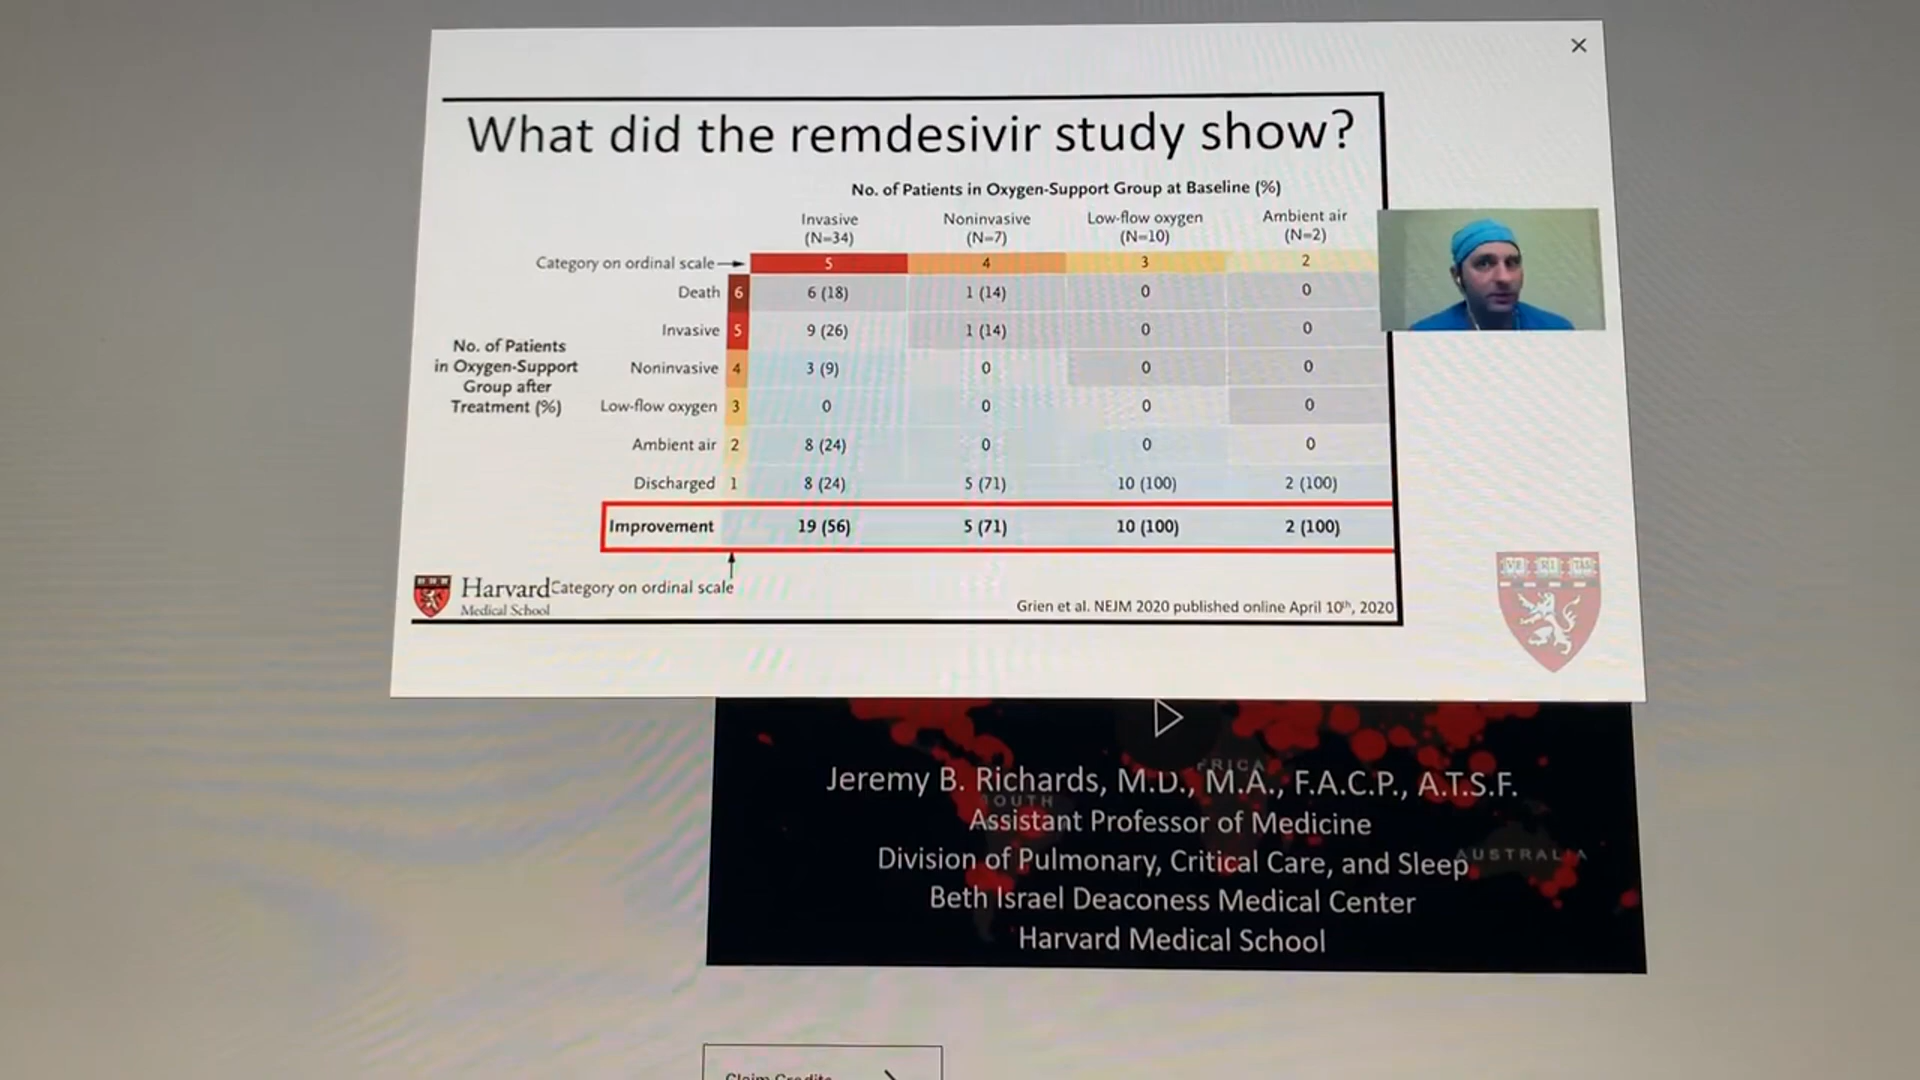 What did the remdesivir study show?
No. of Patients in Oxygen-Support Group at Baseline (%)
Invasive Noninvasive Low-flow oxygen Ambient air
(N=34) (N=7) (N=10) (N=2)
Category on ordinal scale 5 4 3 2
Death 6 6 (18) 1 (14) 0 0
Invasive 5 9 (26) 1 (14) 0 0
No. of Patients
in Oxygen-Support
Group after
Treatment (%)
Noninvasive 4 3 (9) 0 0 0
Low-flow oxygen 3 0 0 0 0
Ambient air 2 8 (24) 0 0 0
Discharged 1 8 (24) 5 (71) 10 (100) 2 (100)
Improvement 19 (56) 5 (71) 10 (100) 2 (100)
Category on ordinal scale
Harvard
Medical School
Grien et al. NEJM 2020 published online April 10th, 2020
VE RI TAS
Jeremy B. Richards, M.D., M.A., F.A.C.P., A.T.S.F.
Assistant Professor of Medicine
Division of Pulmonary, Critical Care, and Sleep
Beth Israel Deaconess Medical Center
Harvard Medical School
AUSTRALIA
Claim Credits